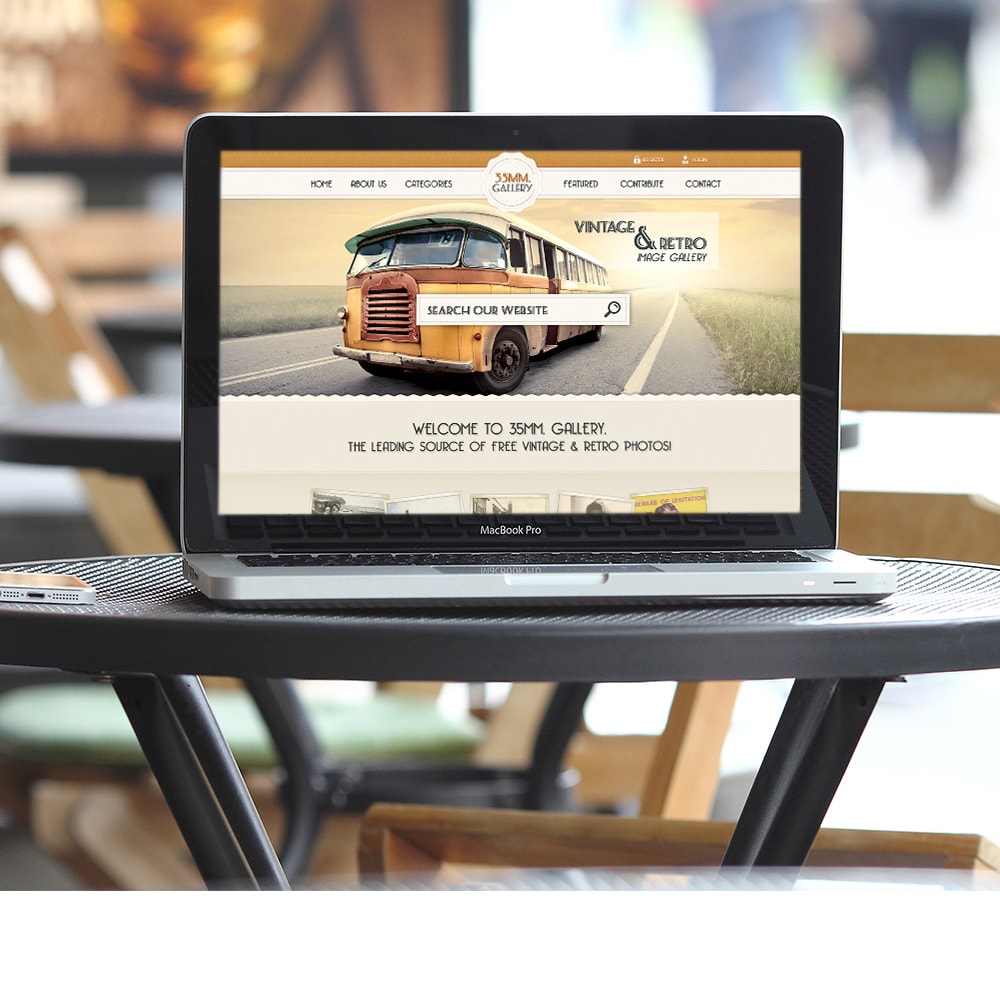 REGISTER
LOGIN
HOME
ABOUT US
CATEGORIES
35MM.
GALLERY
FEATURED
CONTRIBUTE
CONTACT
VINTAGE
& RETRO
IMAGE GALLERY
SEARCH OUR WEBSITE
WELCOME TO 35MM. GALLERY.
THE LEADING SOURCE OF FREE VINTAGE & RETRO PHOTOS!
BEWARE OF IMITATION
MacBook Pro